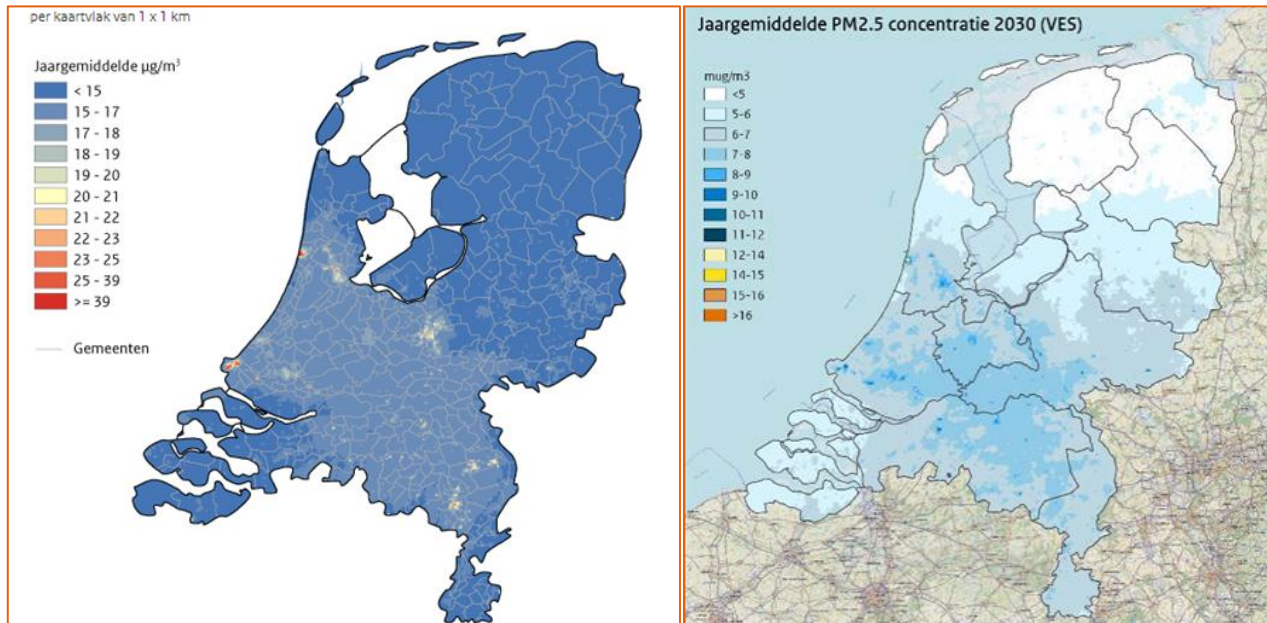 per kaartvlak van 1 x 1 km
Jaargemiddelde µg/m³
< 15
15 - 17
17 - 18
18 - 19
19 - 20
20 - 21
21 - 22
22 - 23
23 - 25
25 - 39
>= 39
Gemeenten
Jaargemiddelde PM2.5 concentratie 2030 (VES)
mug/m3
<5
5-6
6-7
7-8
8-9
9-10
10-11
11-12
12-14
14-15
15-16
>16